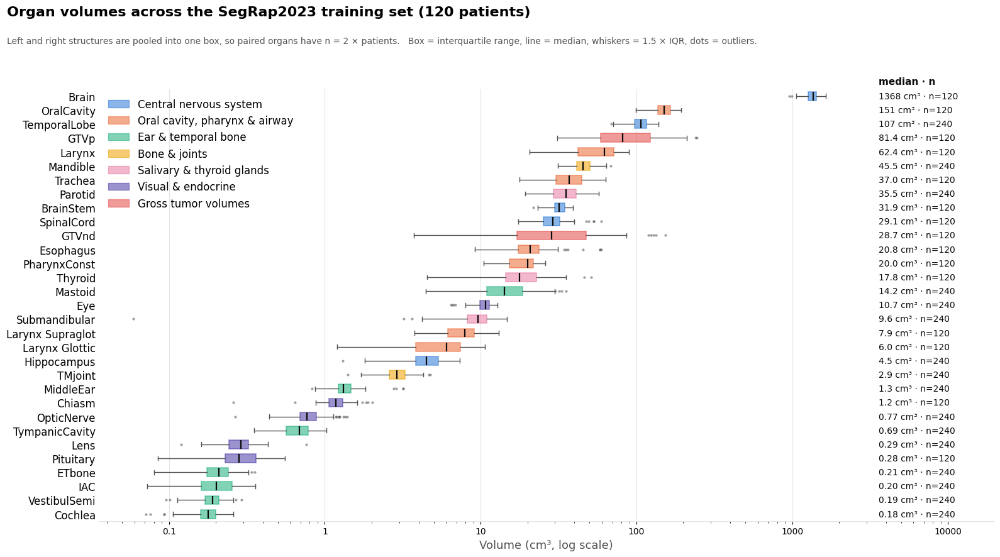 Organ volumes across the SegRap2023 training set (120 patients)
Left and right structures are pooled into one box, so paired organs have n = 2 × patients.   Box = interquartile range, line = median, whiskers = 1.5 × IQR, dots = outliers.
median · n
Brain 1368 cm³ · n=120
OralCavity 151 cm³ · n=120
TemporalLobe 107 cm³ · n=240
GTVp 81.4 cm³ · n=120
Larynx 62.4 cm³ · n=120
Mandible 45.5 cm³ · n=240
Trachea 37.0 cm³ · n=120
Parotid 35.5 cm³ · n=240
BrainStem 31.9 cm³ · n=120
SpinalCord 29.1 cm³ · n=120
GTVnd 28.7 cm³ · n=120
Esophagus 20.8 cm³ · n=120
PharynxConst 20.0 cm³ · n=120
Thyroid 17.8 cm³ · n=120
Mastoid 14.2 cm³ · n=240
Eye 10.7 cm³ · n=240
Submandibular 9.6 cm³ · n=240
Larynx Supraglot 7.9 cm³ · n=120
Larynx Glottic 6.0 cm³ · n=120
Hippocampus 4.5 cm³ · n=240
TMjoint 2.9 cm³ · n=240
MiddleEar 1.3 cm³ · n=240
Chiasm 1.2 cm³ · n=120
OpticNerve 0.77 cm³ · n=240
TympanicCavity 0.69 cm³ · n=240
Lens 0.29 cm³ · n=240
Pituitary 0.28 cm³ · n=120
ETbone 0.21 cm³ · n=240
IAC 0.20 cm³ · n=240
VestibulSemi 0.19 cm³ · n=240
Cochlea 0.18 cm³ · n=240
Central nervous system
Oral cavity, pharynx & airway
Ear & temporal bone
Bone & joints
Salivary & thyroid glands
Visual & endocrine
Gross tumor volumes
0.1 1 10 100 1000 10000
Volume (cm³, log scale)